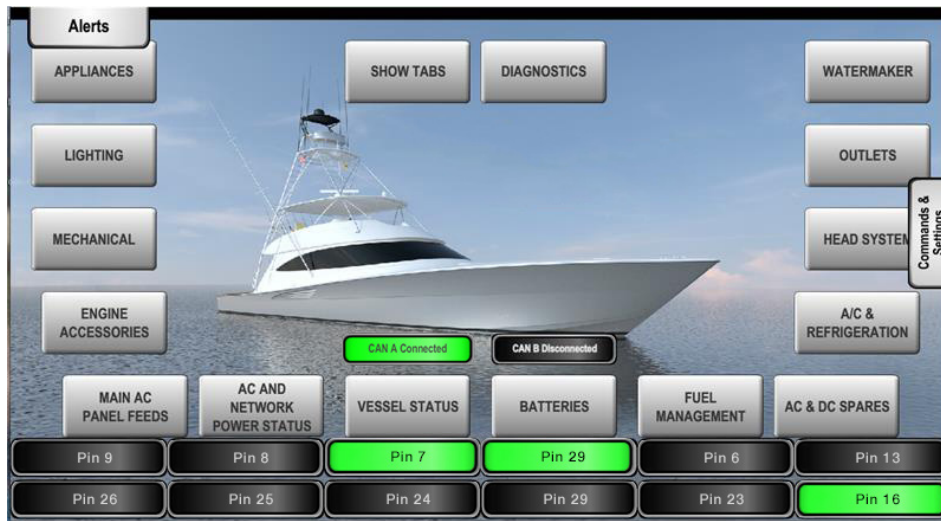 Alerts
APPLIANCES
SHOW TABS
DIAGNOSTICS
WATERMAKER
LIGHTING
OUTLETS
Commands &
Settings
MECHANICAL
HEAD SYSTEM
ENGINE
ACCESSORIES
A/C &
REFRIGERATION
CAN A Connected
CAN B Disconnected
MAIN AC
PANEL FEEDS
AC AND
NETWORK
POWER STATUS
VESSEL STATUS
BATTERIES
FUEL
MANAGEMENT
AC & DC SPARES
Pin 9
Pin 8
Pin 7
Pin 29
Pin 6
Pin 13
Pin 26
Pin 25
Pin 24
Pin 29
Pin 23
Pin 16